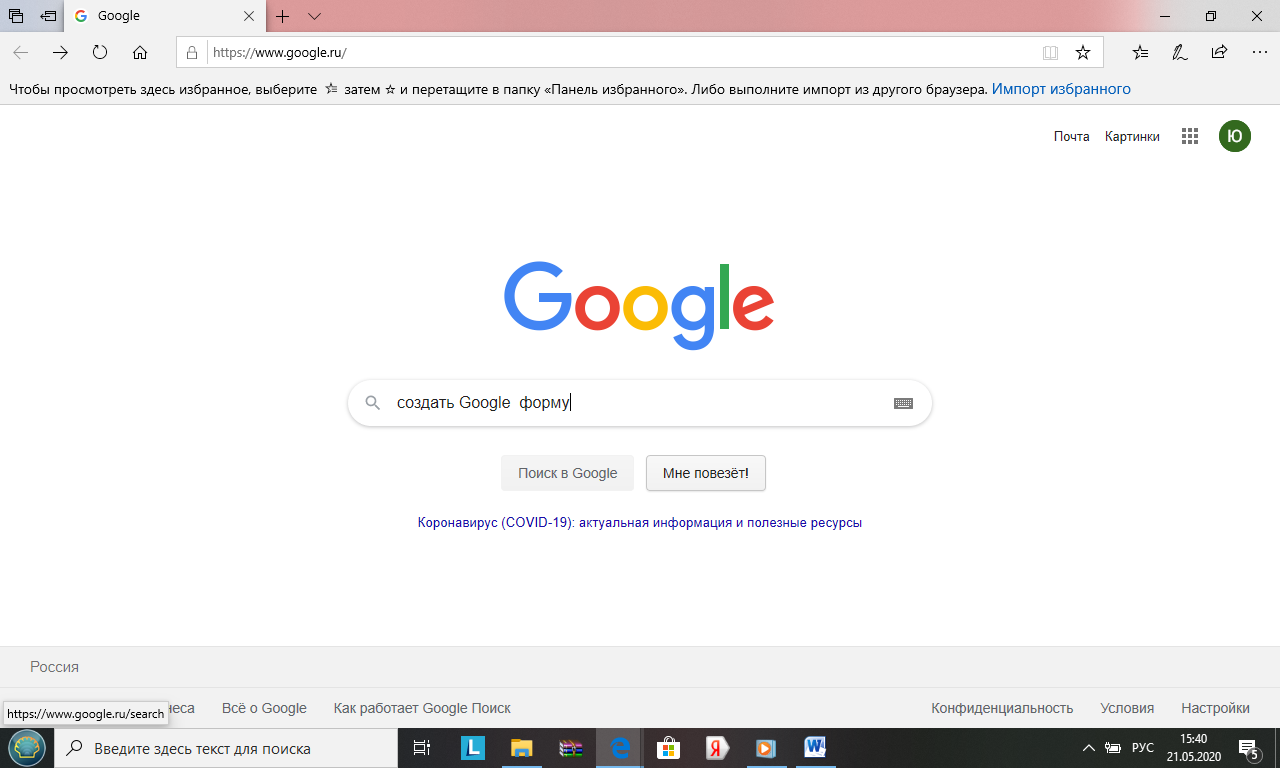 Google
https://www.google.ru/
Чтобы просмотреть здесь избранное, выберите затем и перетащите в папку «Панель избранного». Либо выполните импорт из другого браузера. Импорт избранного
Почта Картинки Ю
Google
создать Google форму
Поиск в Google Мне повезёт!
Коронавирус (COVID-19): актуальная информация и полезные ресурсы
Россия
неса Всё о Google Как работает Google Поиск Конфиденциальность Условия Настройки
https://www.google.ru/search
Введите здесь текст для поиска
L
Я
W
РУС
15:40
21.05.2020
5